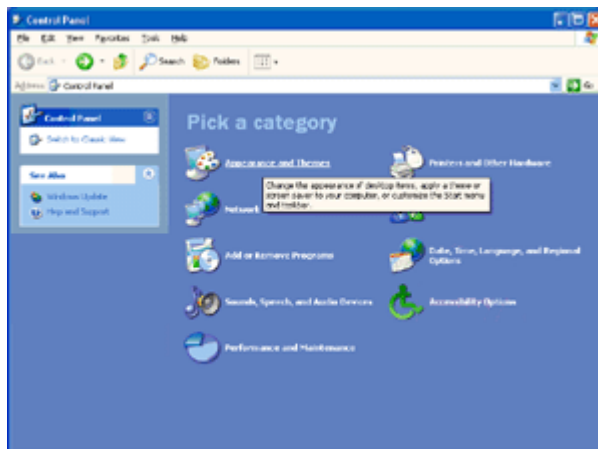 Control Panel
File Edit View Favorites Tools Help
Back Search Folders
Address Control Panel Go
Control Panel
Switch to Classic View
See Also
Windows Update
Help and Support
Pick a category
Appearance and Themes
Printers and Other Hardware
Change the appearance of desktop items, apply a theme or
screen saver to your computer, or customize the Start menu
and taskbar.
Network
Add or Remove Programs
Date, Time, Language, and Regional
Options
Sounds, Speech, and Audio Devices
Accessibility Options
Performance and Maintenance